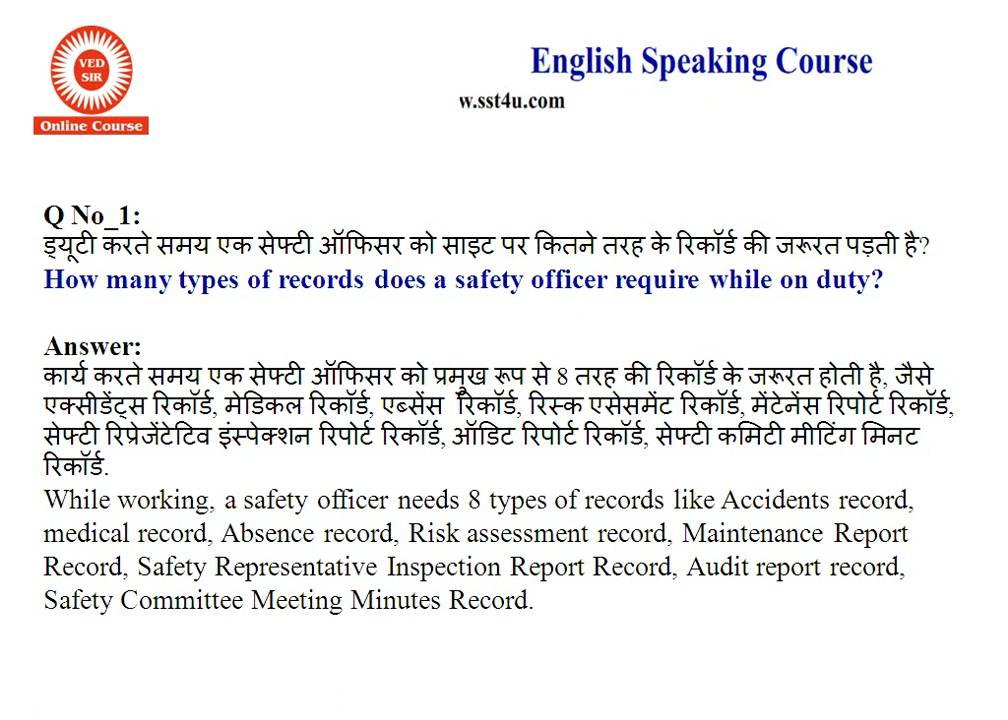 VED
SIR
Online Course
English Speaking Course
w.sst4u.com
Q No_1:
ड्यूटी करते समय एक सेफ्टी ऑफिसर को साइट पर कितने तरह के रिकॉर्ड की जरूरत पड़ती है?
How many types of records does a safety officer require while on duty?
Answer:
कार्य करते समय एक सेफ्टी ऑफिसर को प्रमुख रूप से 8 तरह की रिकॉर्ड के जरूरत होती है, जैसे
एक्सीडेंट्स रिकॉर्ड, मेडिकल रिकॉर्ड, एब्सेंस रिकॉर्ड, रिस्क एसेसमेंट रिकॉर्ड, मेंटेनेंस रिपोर्ट रिकॉर्ड,
सेफ्टी रिप्रेजेंटेटिव इंस्पेक्शन रिपोर्ट रिकॉर्ड, ऑडिट रिपोर्ट रिकॉर्ड, सेफ्टी कमिटी मीटिंग मिनट
रिकॉर्ड.
While working, a safety officer needs 8 types of records like Accidents record,
medical record, Absence record, Risk assessment record, Maintenance Report
Record, Safety Representative Inspection Report Record, Audit report record,
Safety Committee Meeting Minutes Record.